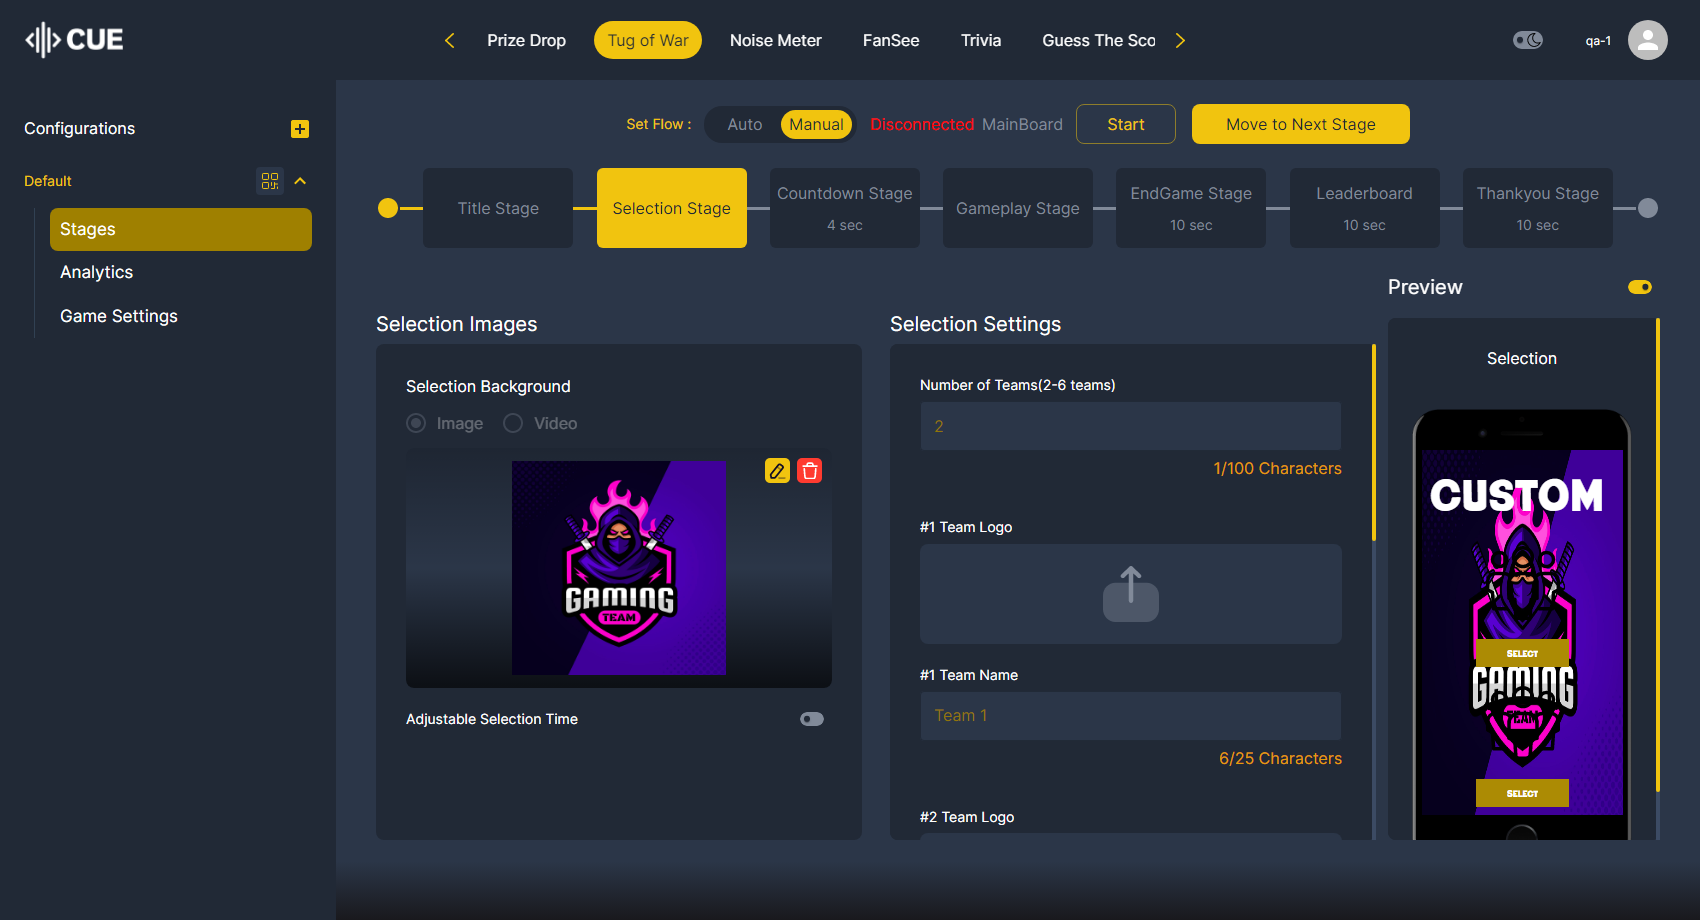 CUE
Prize Drop
Tug of War
Noise Meter
FanSee
Trivia
Guess The Sco
qa-1
Configurations
Default
Stages
Analytics
Game Settings
Set Flow :
Auto
Manual
Disconnected MainBoard
Start
Move to Next Stage
Title Stage
Selection Stage
Countdown Stage
4 sec
Gameplay Stage
EndGame Stage
10 sec
Leaderboard
10 sec
Thankyou Stage
10 sec
Selection Images
Selection Background
Image
Video
GAMING
TEAM
Adjustable Selection Time
Selection Settings
Number of Teams(2-6 teams)
2
1/100 Characters
#1 Team Logo
#1 Team Name
Team 1
6/25 Characters
#2 Team Logo
Preview
Selection
CUSTOM
SELECT
GAMING
TEAM
SELECT